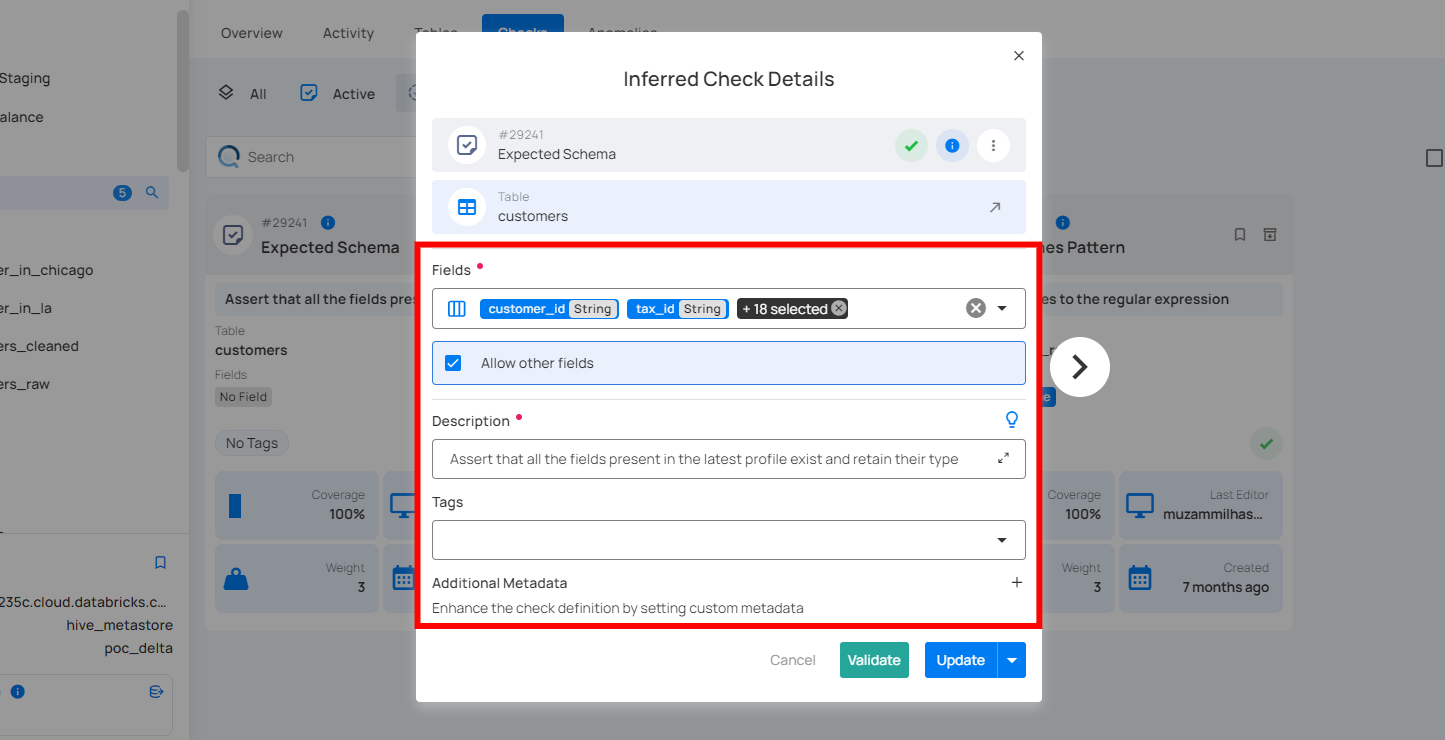 Overview Activity Tables Checks Anomalies
Staging
alance
All Active
Search
5
er_in_chicago
er_in_la
ers_cleaned
ers_raw
235c.cloud.databricks.c...
hive_metastore
poc_delta
#29241
Expected Schema
Assert that all the fields pres
Table
customers
Fields
No Field
No Tags
Coverage
100%
Weight
3
Inferred Check Details
#29241
Expected Schema
Table
customers
Fields
customer_id String tax_id String + 18 selected
Allow other fields
Description
Assert that all the fields present in the latest profile exist and retain their type
Tags
Additional Metadata
Enhance the check definition by setting custom metadata
Cancel Validate Update
es Pattern
es to the regular expression
Coverage
100%
Last Editor
muzammilhas...
Weight
3
Created
7 months ago